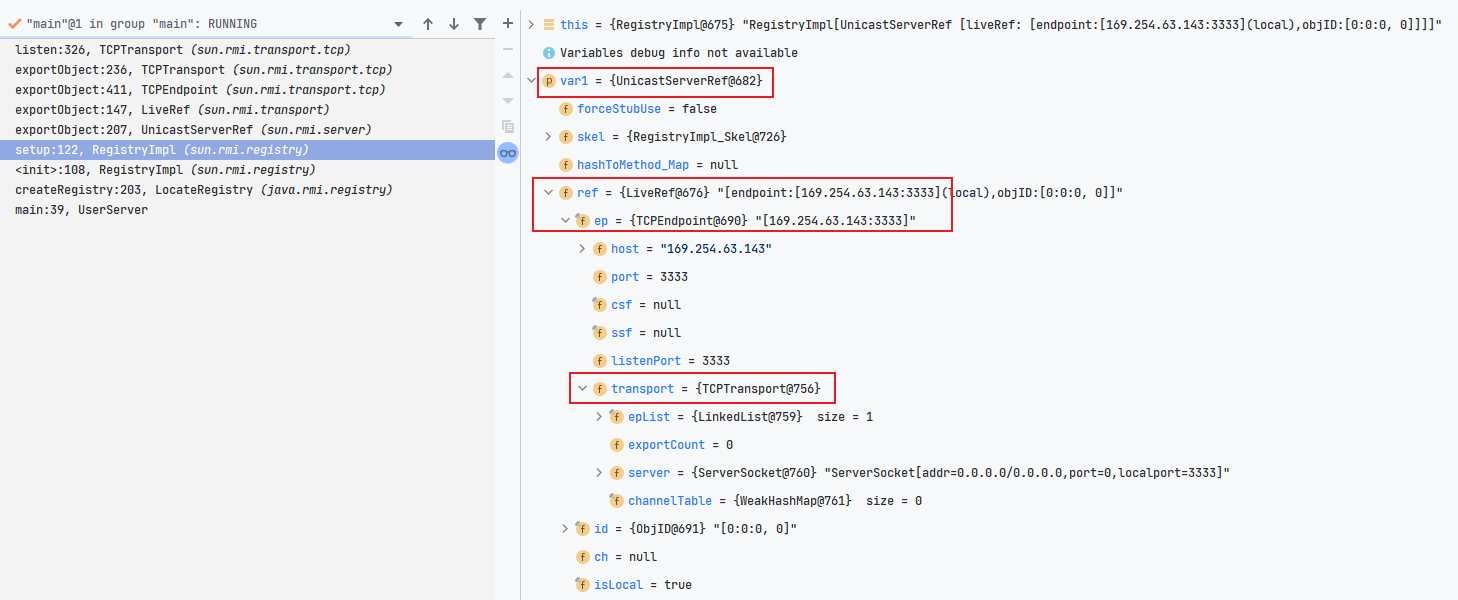 "main"@1 in group "main": RUNNING
listen:326, TCPTransport (sun.rmi.transport.tcp)
exportObject:236, TCPTransport (sun.rmi.transport.tcp)
exportObject:411, TCPEndpoint (sun.rmi.transport.tcp)
exportObject:147, LiveRef (sun.rmi.transport)
exportObject:207, UnicastServerRef (sun.rmi.server)
setup:122, RegistryImpl (sun.rmi.registry)
<init>:108, RegistryImpl (sun.rmi.registry)
createRegistry:203, LocateRegistry (java.rmi.registry)
main:39, UserServer
this = {RegistryImpl@675} "RegistryImpl[UnicastServerRef [liveRef: [endpoint:[169.254.63.143:3333](local),objID:[0:0:0, 0]]]]"
Variables debug info not available
var1 = {UnicastServerRef@682}
forceStubUse = false
skel = {RegistryImpl_Skel@726}
hashToMethod_Map = null
ref = {LiveRef@676} "[endpoint:[169.254.63.143:3333](local),objID:[0:0:0, 0]]"
ep = {TCPEndpoint@690} "[169.254.63.143:3333]"
host = "169.254.63.143"
port = 3333
csf = null
ssf = null
listenPort = 3333
transport = {TCPTransport@756}
epList = {LinkedList@759} size = 1
exportCount = 0
server = {ServerSocket@760} "ServerSocket[addr=0.0.0.0/0.0.0.0,port=0,localport=3333]"
channelTable = {WeakHashMap@761} size = 0
id = {ObjID@691} "[0:0:0, 0]"
ch = null
isLocal = true